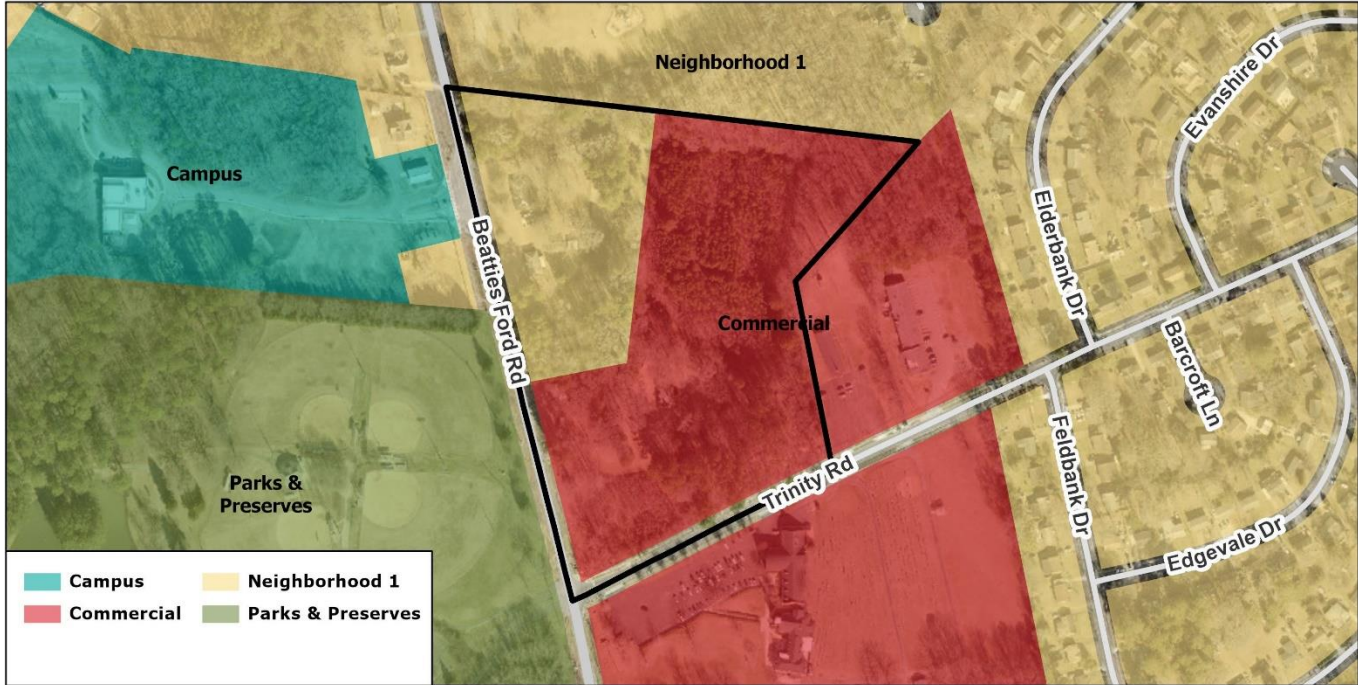 Neighborhood 1
Evanshire Dr
Campus
Elderbank Dr
Beatties Ford Rd
Commercial
Barcroft Ln
Feldbank Dr
Trinity Rd
Parks &
Preserves
Edgevale Dr
Campus
Neighborhood 1
Commercial
Parks & Preserves